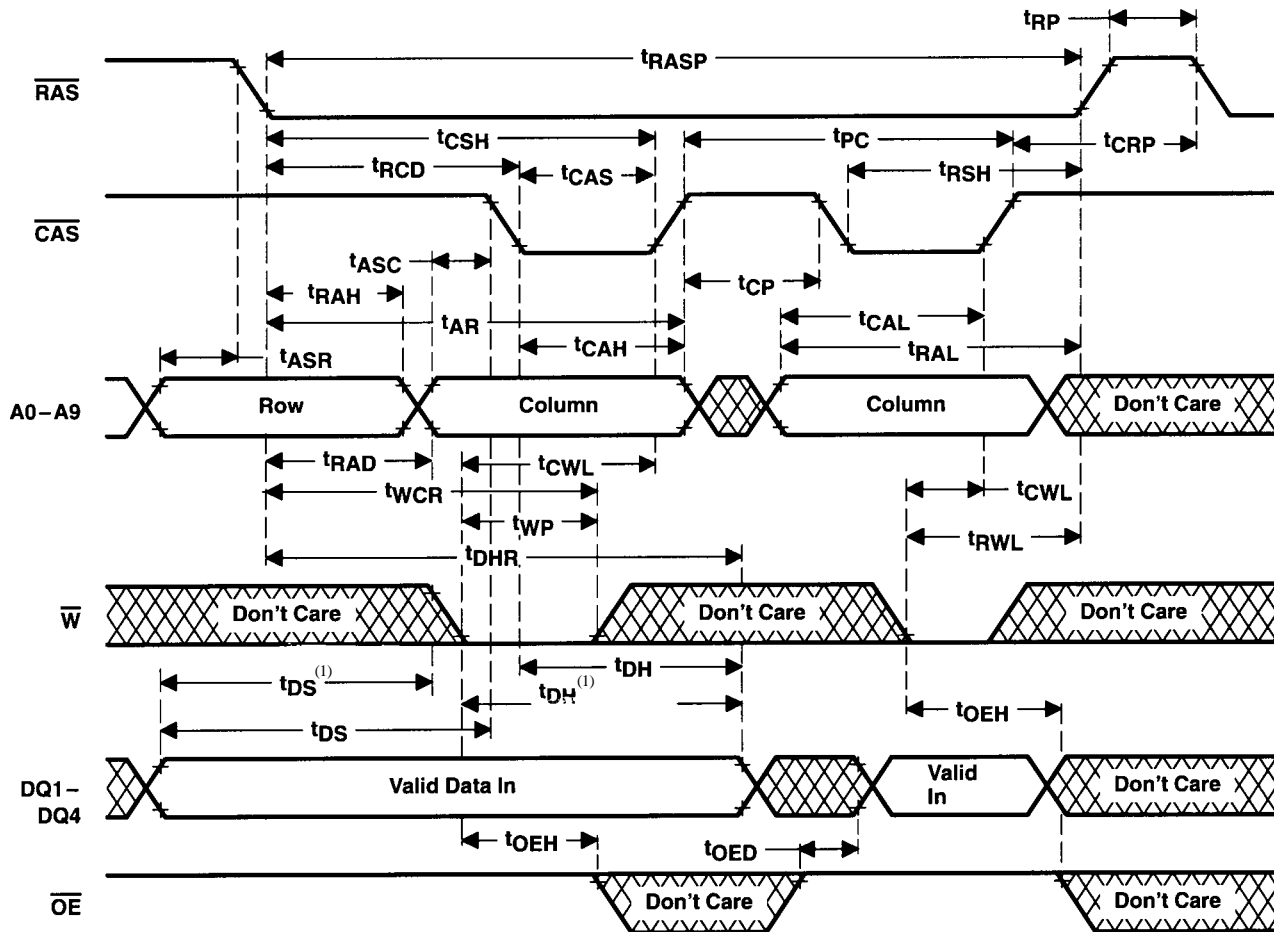 tRP
tRASP
RAS
tCSH
tPC
tCRP
tRCD
tCAS
tRSH
CAS
tASC
tCP
tRAH
tAR
tCAL
tASR
tCAH
tRAL
A0–A9
Row
Column
Column
Don't Care
tRAD
tCWL
tWCR
tCWL
tWP
tRWL
tDHR
W
Don't Care
Don't Care
Don't Care
tDH
tDS(1)
tDH(1)
tOEH
tDS
DQ1–
DQ4
Valid Data In
Valid
In
Don't Care
tOEH
tOED
OE
Don't Care
Don't Care